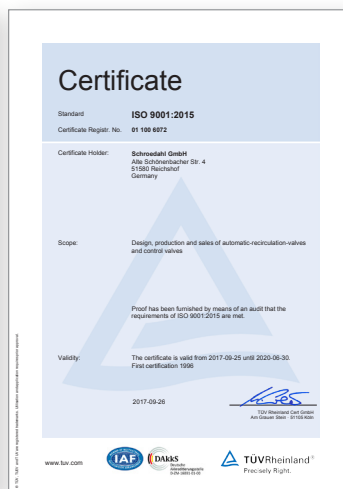 Certificate
Standard ISO 9001:2015
Certificate Registr. No. 01 100 6072
Certificate Holder: Schroedahl GmbH
Alte Schönenbacher Str. 4
51580 Reichshof
Germany
Scope: Design, production and sales of automatic-recirculation-valves
and control valves
Proof has been furnished by means of an audit that the
requirements of ISO 9001:2015 are met.
Validity: The certificate is valid from 2017-09-25 until 2020-06-30.
First certification 1996
2017-09-26
TÜV Rheinland Cert GmbH
Am Grauen Stein · 51105 Köln
www.tuv.com
IAF
DAkkS
Deutsche
Akkreditierungsstelle
TÜVRheinland®
Precisely Right.